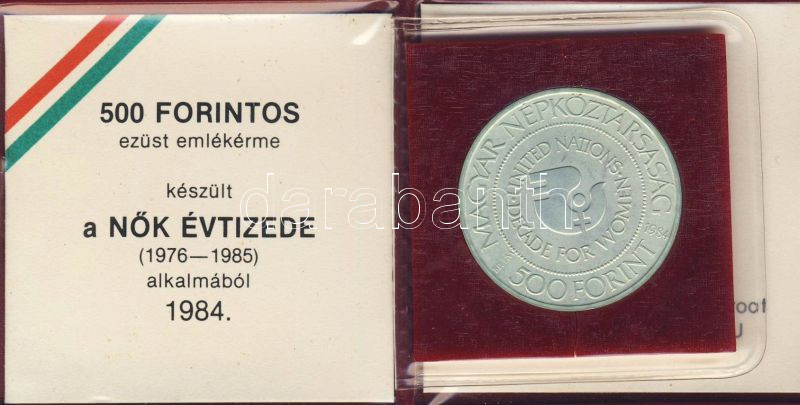 500 FORINTOS
ezüst emlékérme
készült
a NŐK ÉVTIZEDE
(1976—1985)
alkalmából
1984.
MAGYAR NÉPKÖZTÁRSASÁG
1984
500 FORINT
UNITED NATIONS
DECADE FOR WOMEN
darabanth